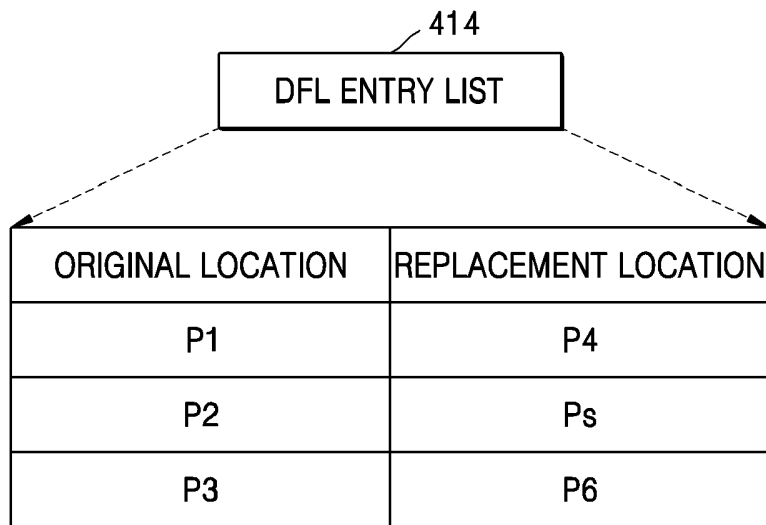 414
DFL ENTRY LIST
ORIGINAL LOCATION REPLACEMENT LOCATION
P1 P4
P2 Ps
P3 P6